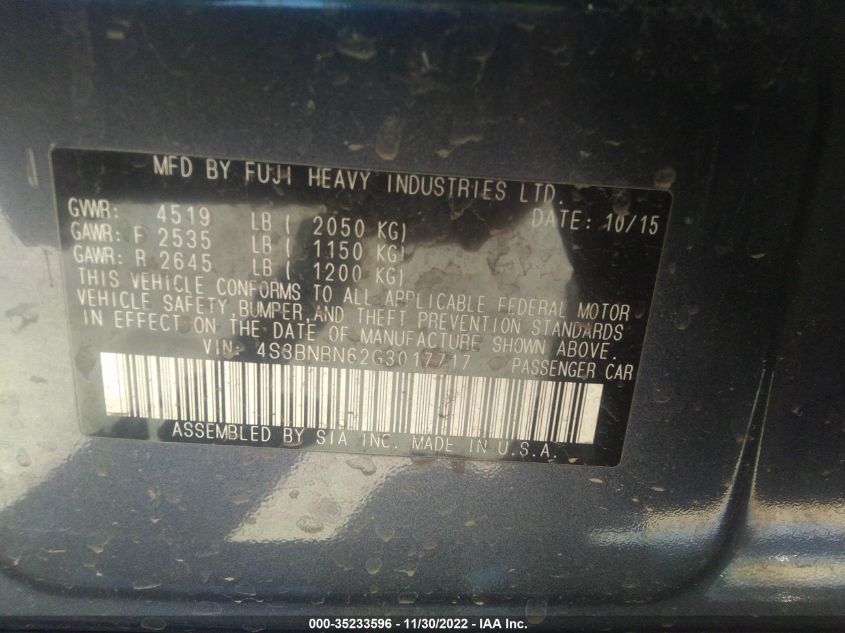 MFD BY FUJI HEAVY INDUSTRIES LTD.
DATE: 10/15
GVWR: 4519 LB ( 2050 KG)
GAWR: F 2535 LB ( 1150 KG)
GAWR: R 2645 LB ( 1200 KG)
THIS VEHICLE CONFORMS TO ALL APPLICABLE FEDERAL MOTOR
VEHICLE SAFETY, BUMPER, AND THEFT PREVENTION STANDARDS
IN EFFECT ON THE DATE OF MANUFACTURE SHOWN ABOVE.
VIN: 4S3BNBN62G3017717 PASSENGER CAR
ASSEMBLED BY SIA INC. MADE IN U.S.A.
000-35233596 - 11/30/2022 - IAA Inc.